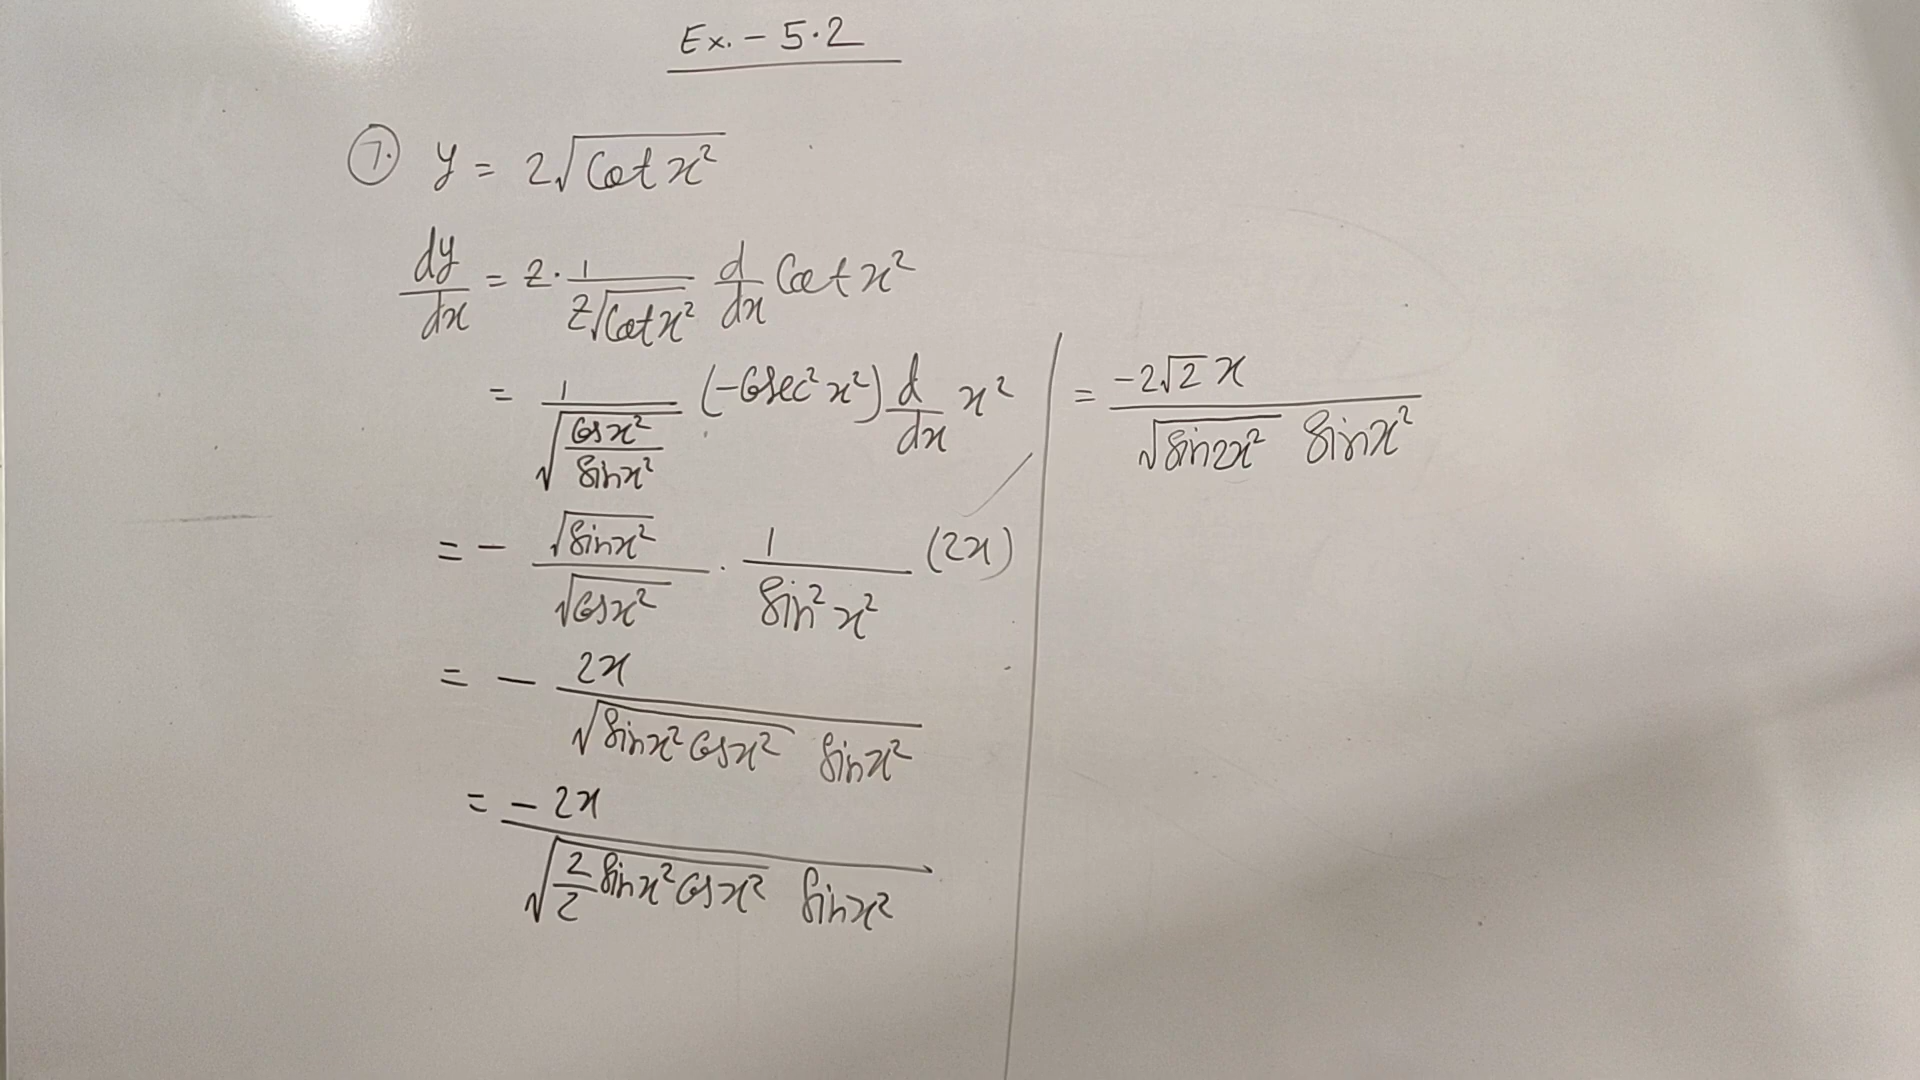 Ex. - 5.2
7. y = 2√(Cot x²)
dy/dx = 2 · 1/(2√(Cot x²)) d/dx Cot x²
= 1/√(Cos x²/Sin x²) (-Cosec² x²) d/dx x²
= - √(Sin x²)/√(Cos x²) · 1/(Sin² x²) (2x)
= - 2x/(√(Sin x² Cos x²) Sin x²)
= - 2x/(√(2/2 Sin x² Cos x²) Sin x²)
= -2√2 x/(√(Sin 2x²) Sin x²)